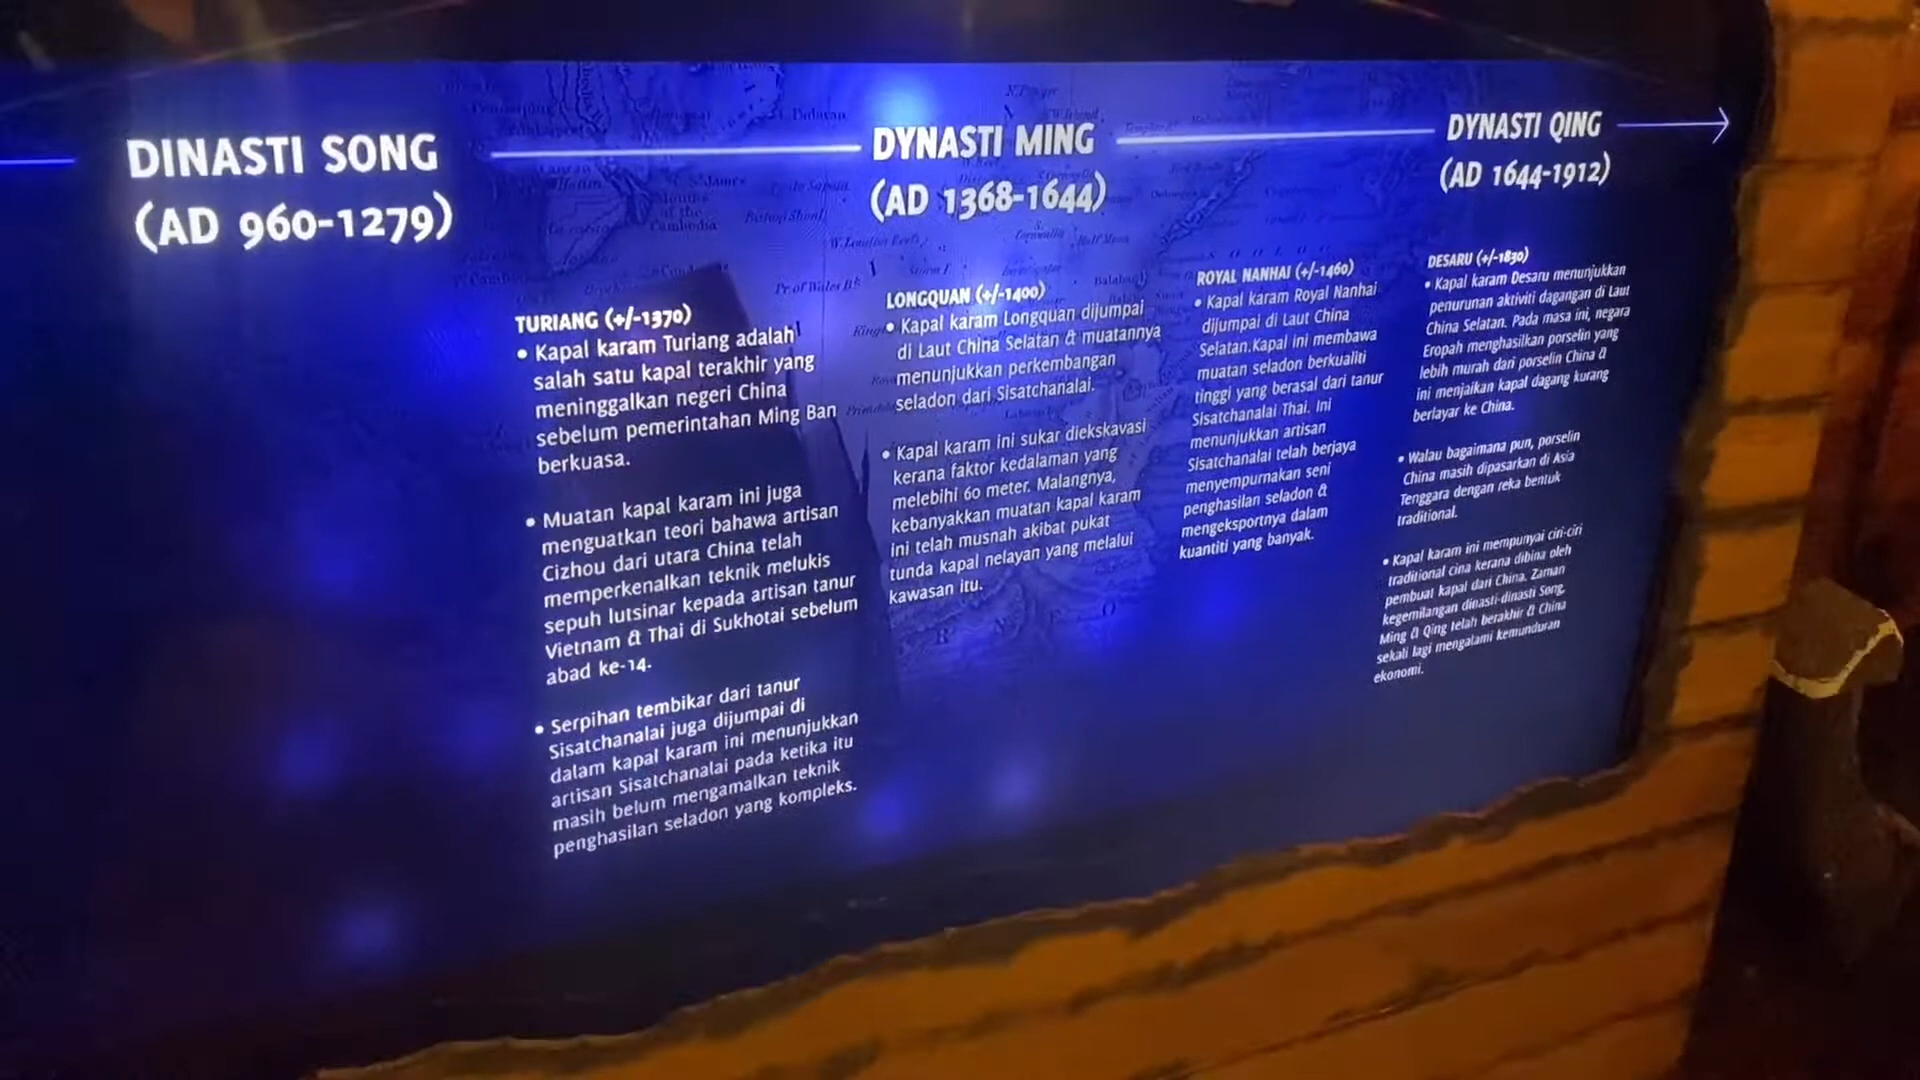 DINASTI SONG
(AD 960-1279)
DYNASTI MING
(AD 1368-1644)
DYNASTI QING
(AD 1644-1912)
TURIANG (+/-1370)
• Kapal karam Turiang adalah
salah satu kapal terakhir yang
meninggalkan negeri China
sebelum pemerintahan Ming Ban
berkuasa.
• Muatan kapal karam ini juga
menguatkan teori bahawa artisan
Cizhou dari utara China telah
memperkenalkan teknik melukis
sepuh lutsinar kepada artisan tanur
Vietnam & Thai di Sukhotai sebelum
abad ke-14.
• Serpihan tembikar dari tanur
Sisatchanalai juga dijumpai di
dalam kapal karam ini menunjukkan
artisan Sisatchanalai pada ketika itu
masih belum mengamalkan teknik
penghasilan seladon yang kompleks.
LONGQUAN (+/-1400)
• Kapal karam Longquan dijumpai
di Laut China Selatan & muatannya
menunjukkan perkembangan
seladon dari Sisatchanalai.
• Kapal karam ini sukar diekskavasi
kerana faktor kedalaman yang
melebihi 60 meter. Malangnya,
kebanyakkan muatan kapal karam
ini telah musnah akibat pukat
tunda kapal nelayan yang melalui
kawasan itu.
ROYAL NANHAI (+/-1460)
• Kapal karam Royal Nanhai
dijumpai di Laut China
Selatan.Kapal ini membawa
muatan seladon berkualiti
tinggi yang berasal dari tanur
Sisatchanalai Thai. Ini
menunjukkan artisan
Sisatchanalai telah berjaya
menyempurnakan seni
penghasilan seladon &
mengeksportnya dalam
kuantiti yang banyak.
DESARU (+/-1830)
• Kapal karam Desaru menunjukkan
penurunan aktiviti dagangan di Laut
China Selatan. Pada masa ini, negara
Eropah menghasilkan porselin yang
lebih murah dari porselin China &
ini menjaikan kapal dagang kurang
berlayar ke China.
• Walau bagaimana pun, porselin
China masih dipasarkan di Asia
Tenggara dengan reka bentuk
traditional.
• Kapal karam ini mempunyai ciri-ciri
traditional cina kerana dibina oleh
pembuat kapal dari China. Zaman
kegemilangan dinasti-dinasti Song,
Ming & Qing telah berakhir & China
sekali lagi mengalami kemunduran
ekonomi.